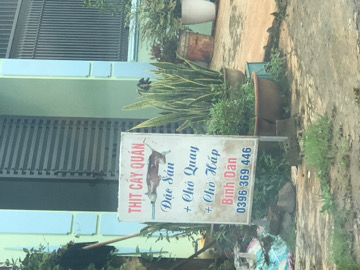 THỊT CẦY QUÁN
Đặc Sản
+ Chó Quay
+ Chó Hấp
Bình Dân
0396 369 446